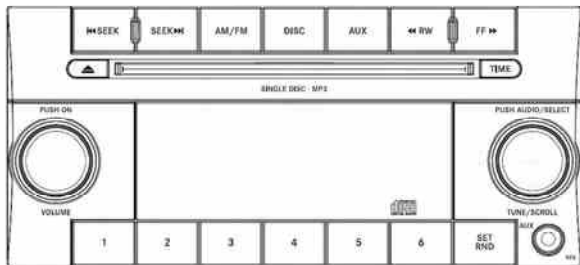 SEEK
SEEK
AM/FM
DISC
AUX
RW
FF
TIME
SINGLE DISC · MP3
PUSH ON
PUSH AUDIO/SELECT
VOLUME
TUNE/SCROLL
1
2
3
4
5
6
SET
RND
AUX